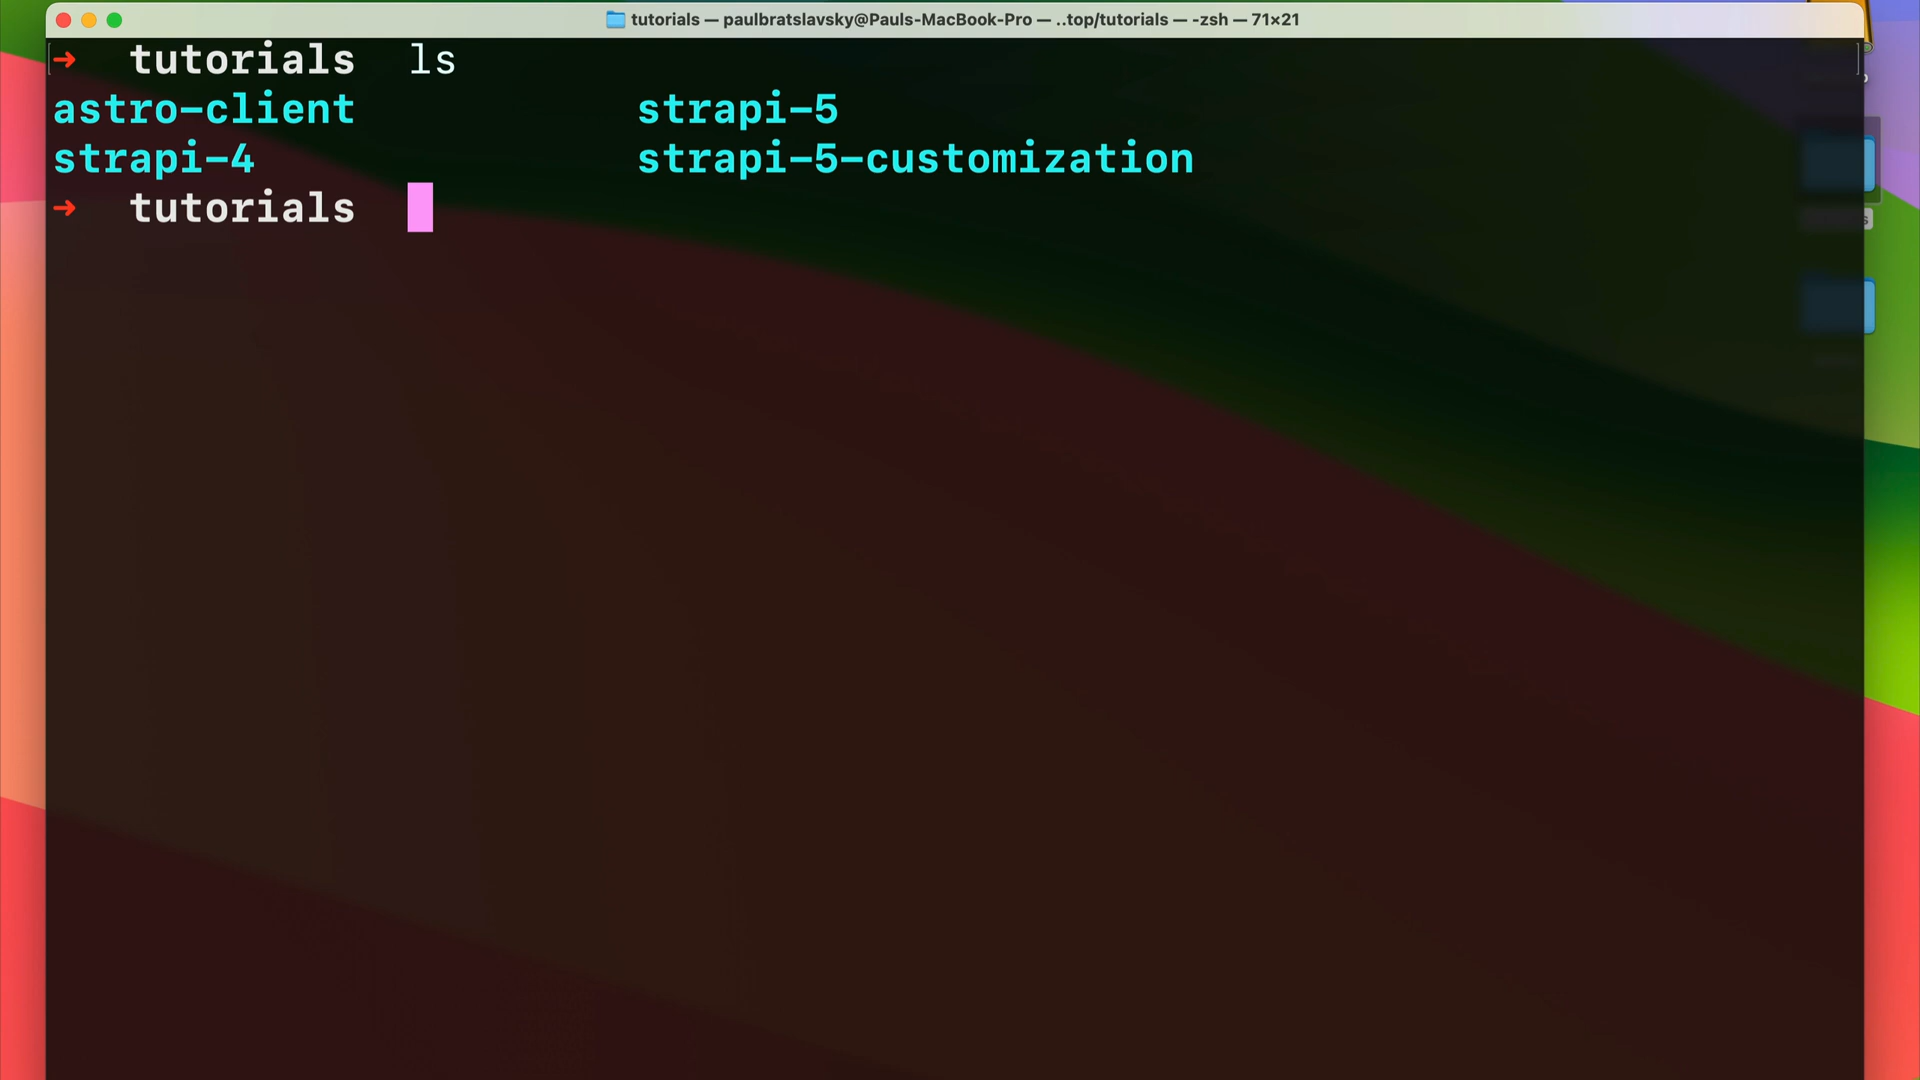 tutorials — paulbratslavsky@Pauls-MacBook-Pro — ..top/tutorials — -zsh — 71×21
➜ tutorials ls
astro-client strapi-5
strapi-4 strapi-5-customization
➜ tutorials